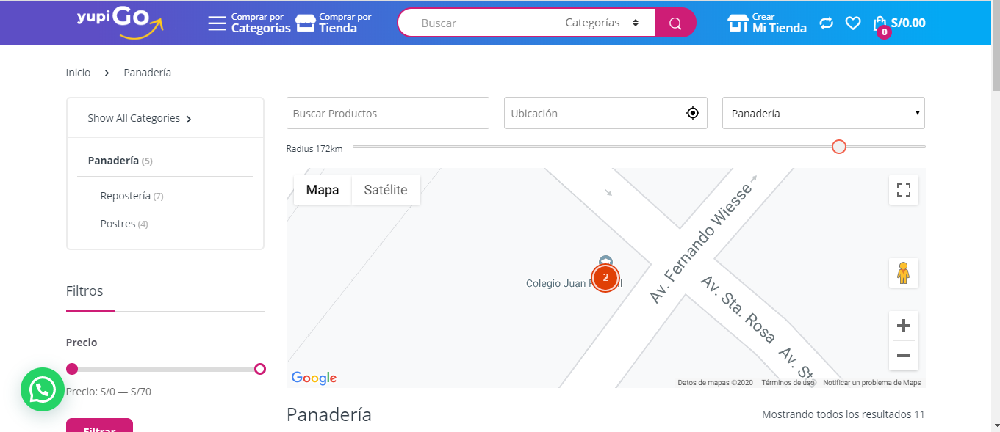 yupiGO
Comprar por
Categorías
Comprar por
Tienda
Buscar
Categorías
Crear
Mi Tienda
0
S/0.00
Inicio > Panadería
Show All Categories >
Panadería (5)
Repostería (7)
Postres (4)
Buscar Productos
Ubicación
Panadería
Radius 172km
Mapa
Satélite
Av. Fernando Wiesse
Colegio Juan
2
Av. Sta. Rosa
Av. St
Google
Datos de mapas ©2020
Términos de uso
Notificar un problema de Maps
Filtros
Precio
Precio: S/0 — S/70
Filtrar
Panadería
Mostrando todos los resultados 11